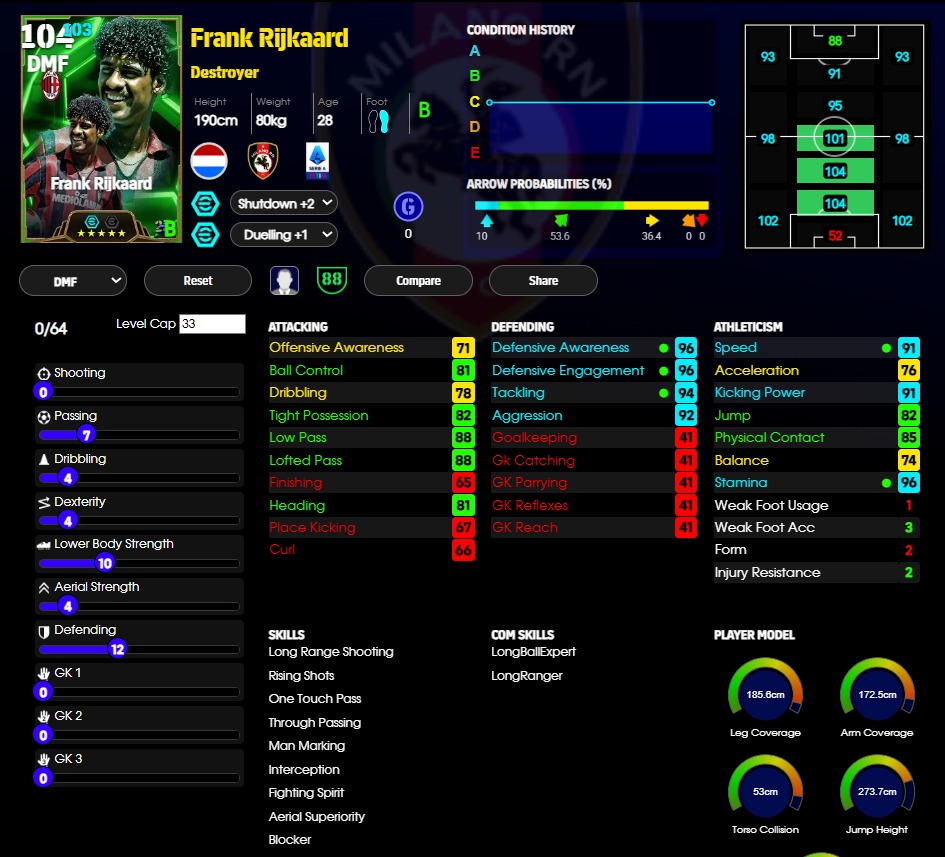 104
103
DMF
Frank Rijkaard
MEDIOLANUM
B
Frank Rijkaard
Destroyer
Height Weight Age Foot
190cm 80kg 28 B
SERIE A
Shutdown +2
Duelling +1
G
0
CONDITION HISTORY
A
B
C
D
E
ARROW PROBABILITIES (%)
10 53.6 36.4 0 0
88
93 93
91
95
98 101 98
104
104
102 102
52
DMF Reset 88 Compare Share
0/64 Level Cap 33
Shooting
0
Passing
7
Dribbling
4
Dexterity
4
Lower Body Strength
10
Aerial Strength
4
Defending
12
GK 1
0
GK 2
0
GK 3
0
ATTACKING
Offensive Awareness 71
Ball Control 81
Dribbling 78
Tight Possession 82
Low Pass 88
Lofted Pass 88
Finishing 65
Heading 81
Place Kicking 67
Curl 66
DEFENDING
Defensive Awareness 96
Defensive Engagement 96
Tackling 94
Aggression 92
Goalkeeping 41
Gk Catching 41
GK Parrying 41
GK Reflexes 41
GK Reach 41
ATHLETICISM
Speed 91
Acceleration 76
Kicking Power 91
Jump 82
Physical Contact 85
Balance 74
Stamina 96
Weak Foot Usage 1
Weak Foot Acc 3
Form 2
Injury Resistance 2
SKILLS
Long Range Shooting
Rising Shots
One Touch Pass
Through Passing
Man Marking
Interception
Fighting Spirit
Aerial Superiority
Blocker
COM SKILLS
LongBallExpert
LongRanger
PLAYER MODEL
185.6cm 172.5cm
Leg Coverage Arm Coverage
53cm 273.7cm
Torso Collision Jump Height